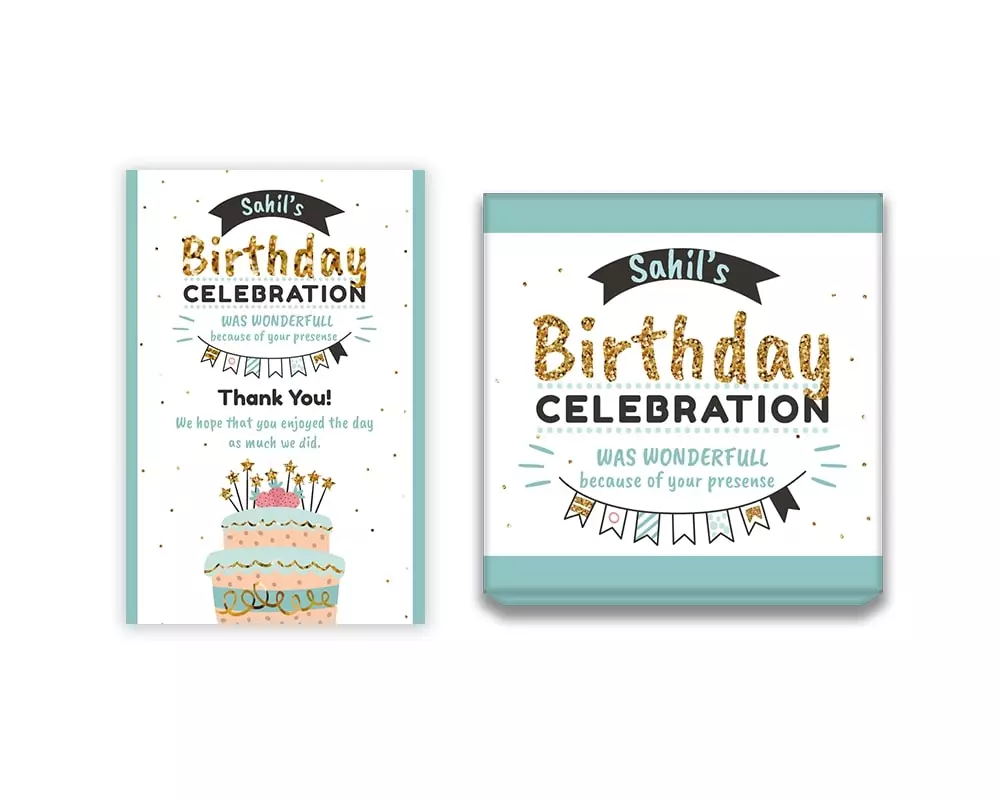 Sahil's
Birthday
CELEBRATION
WAS WONDERFULL
because of your presense
Thank You!
We hope that you enjoyed the day
as much we did.
Sahil's
Birthday
CELEBRATION
WAS WONDERFULL
because of your presense